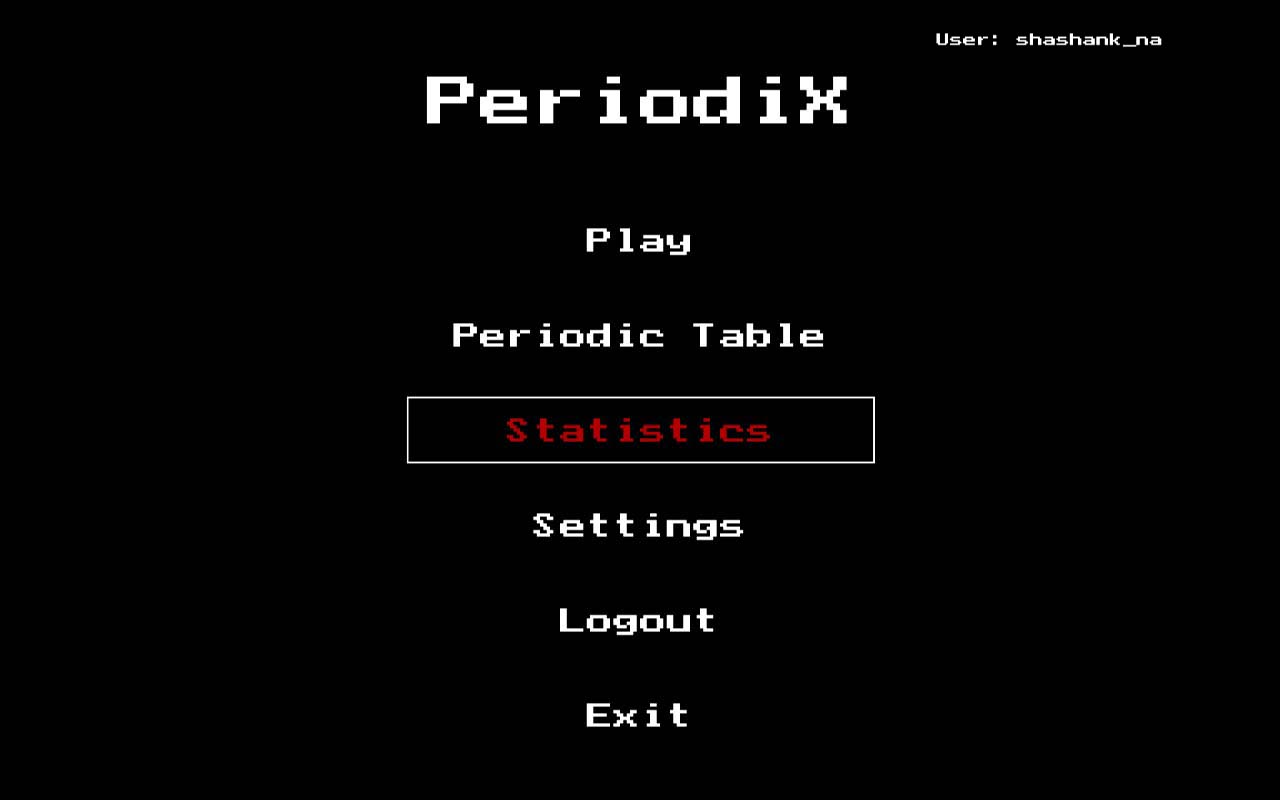 User: shashank_na
PeriodiX
Play
Periodic Table
Statistics
Settings
Logout
Exit